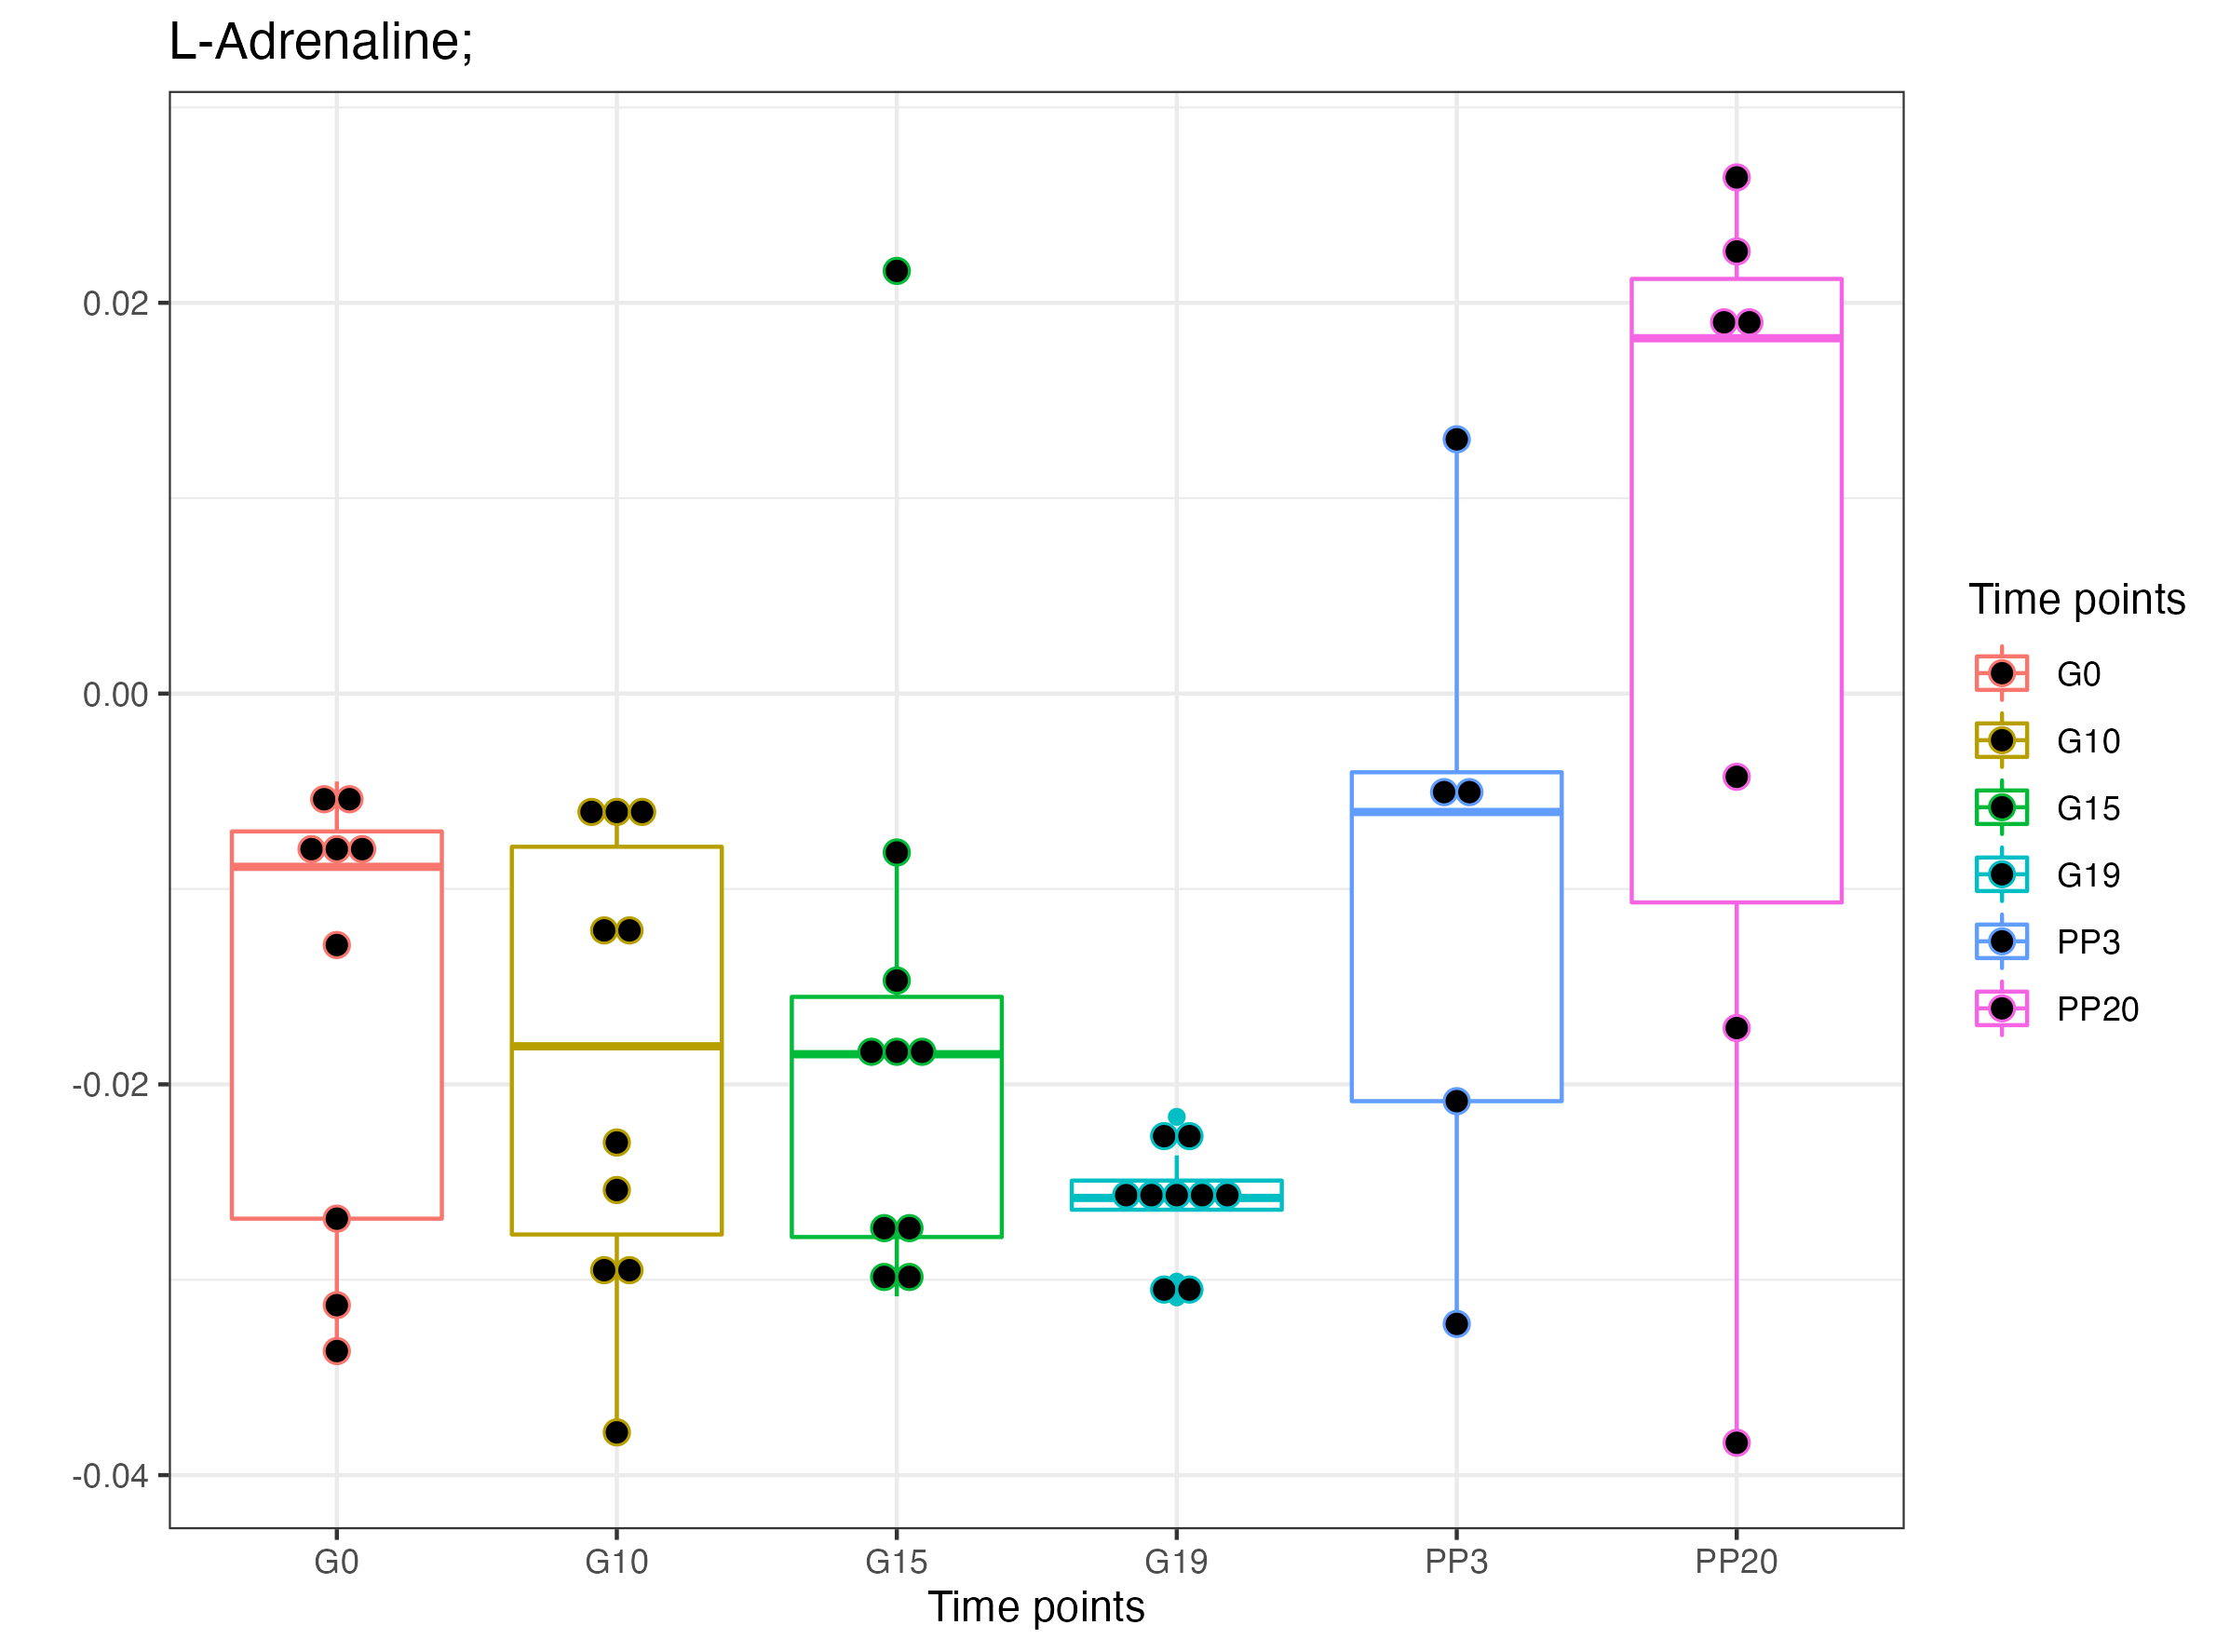 L-Adrenaline;
0.02
0.00
-0.02
-0.04
G0 G10 G15 G19 PP3 PP20
Time points
Time points
G0
G10
G15
G19
PP3
PP20